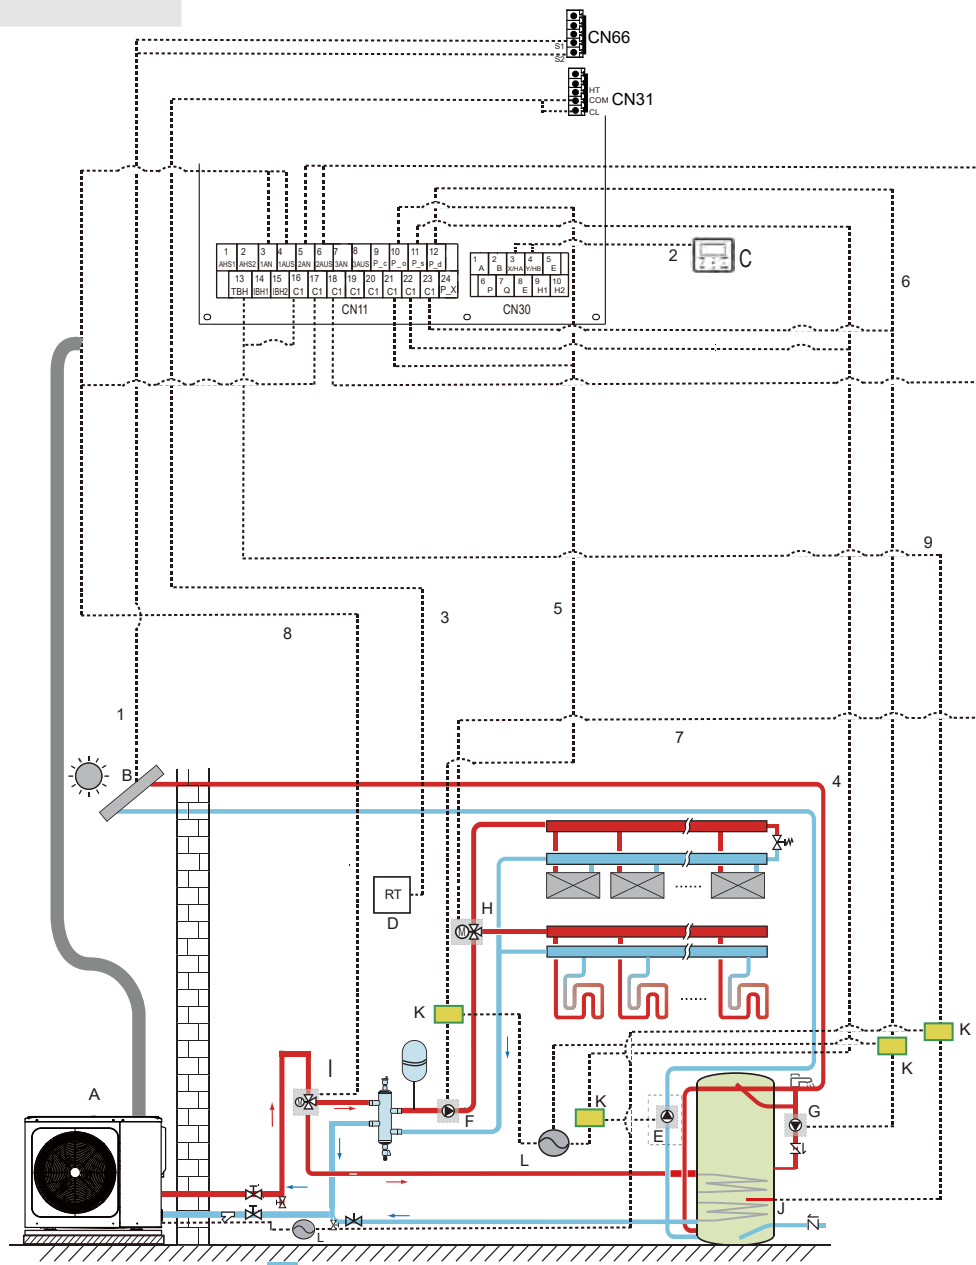 CN66
S1
S2
HT
COM
CL
CN31
1 2 3 4 5 6 7 8 9 10 11 12
AHS1 AHS2 1AN 1AUS 2AN 2AUS 3AN 3AUS P_c P_o P_s P_d
13 14 15 16 17 18 19 20 21 22 23 24
TBH IBH1 IBH2 C1 C1 C1 C1 C1 C1 C1 C1 P_X
CN11
1 2 3 4 5
A B X/HA Y/HB E
6 7 8 9 10
P Q E H1 H2
CN30
2
C
6
9
5
3
8
1
7
B
4
RT
D
H
M
K
K
K
I
A
M
F
K
G
E
L
J
L